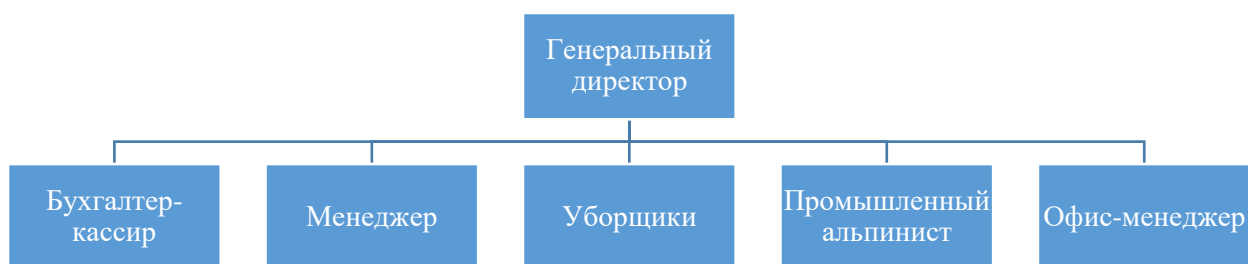 Генеральный
директор
Бухгалтер-
кассир
Менеджер
Уборщики
Промышленный
альпинист
Офис-менеджер